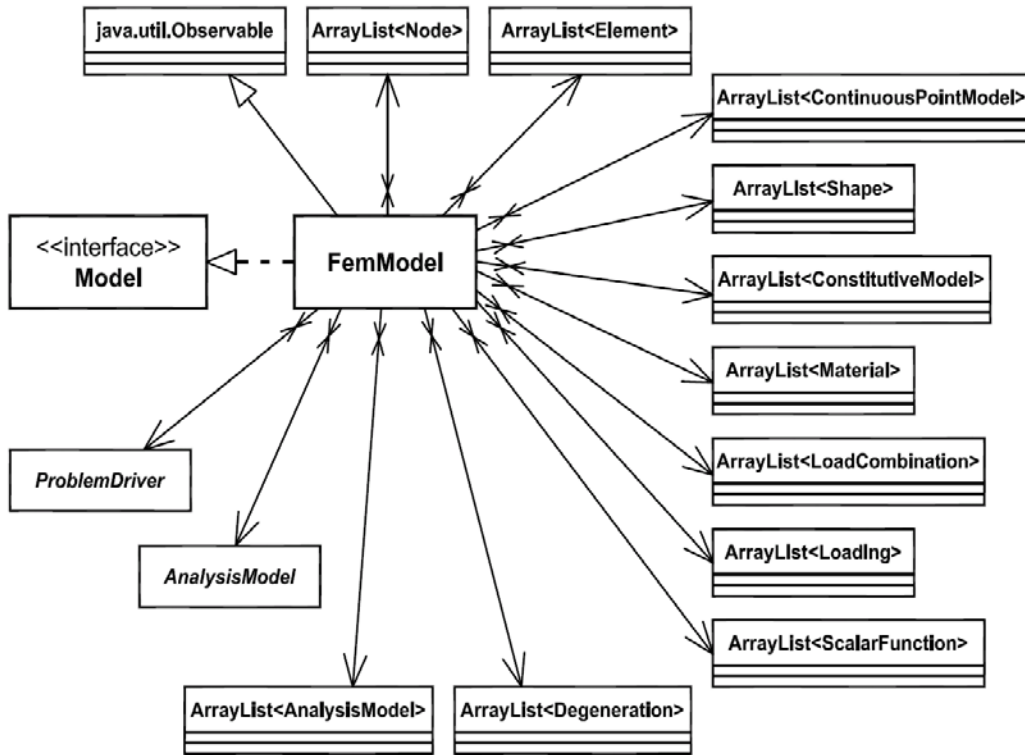 java.util.Observable
ArrayList<Node>
ArrayList<Element>
ArrayList<ContinuousPointModel>
ArrayLIst<Shape>
<<interface>>
Model
FemModel
ArrayList<ConstitutiveModel>
ArrayList<Material>
ArrayList<LoadCombination>
ProblemDriver
ArrayLIst<LoadIng>
AnalysisModel
ArrayList<ScalarFunction>
ArrayList<AnalysisModel>
ArrayList<Degeneration>